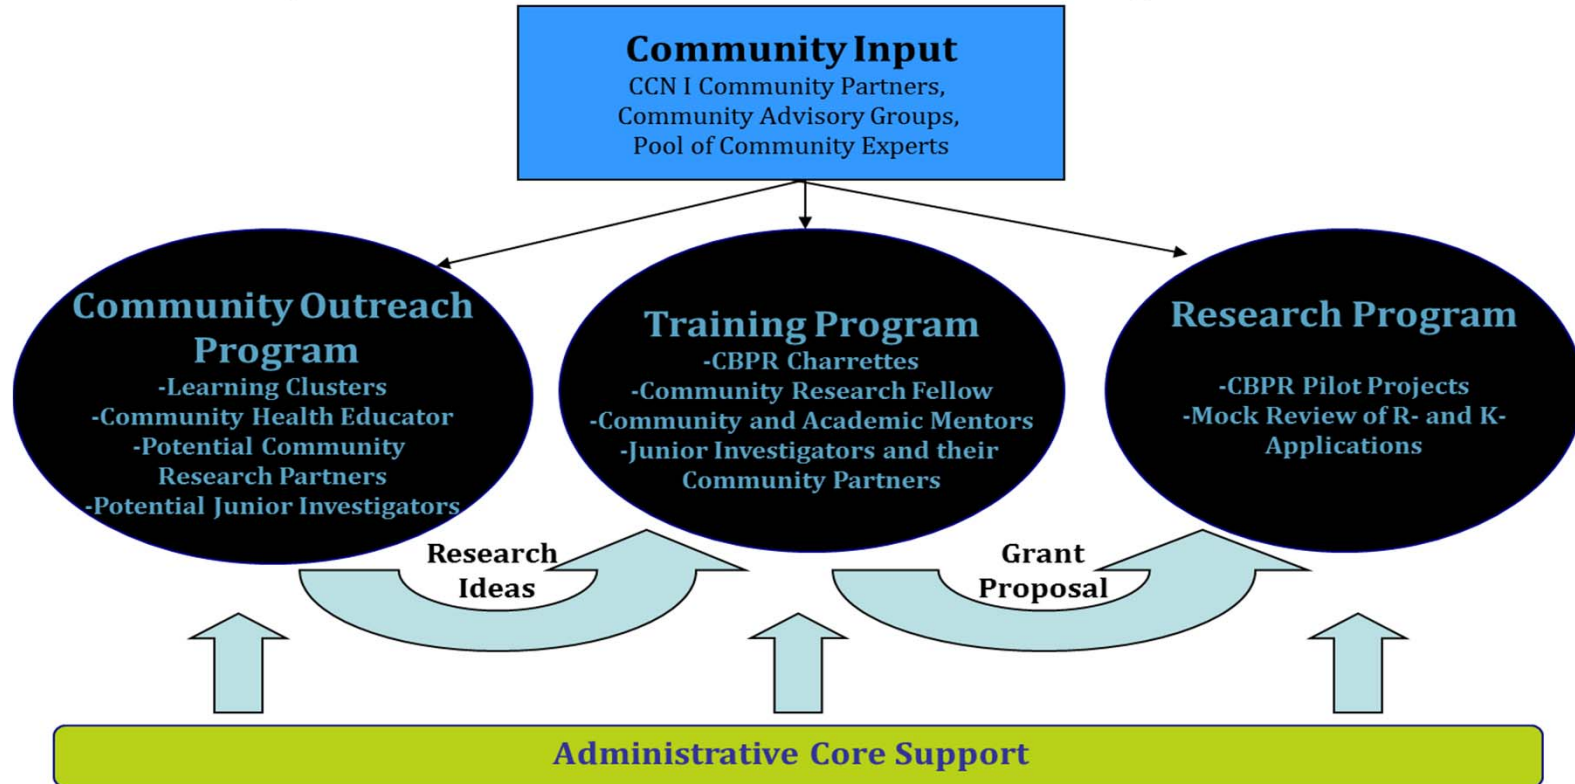 Community Input
CCN I Community Partners,
Community Advisory Groups,
Pool of Community Experts
Community Outreach
Program
-Learning Clusters
-Community Health Educator
-Potential Community
Research Partners
-Potential Junior Investigators
Training Program
-CBPR Charrettes
-Community Research Fellow
-Community and Academic Mentors
-Junior Investigators and their
Community Partners
Research Program
-CBPR Pilot Projects
-Mock Review of R- and K-
Applications
Research
Ideas
Grant
Proposal
Administrative Core Support